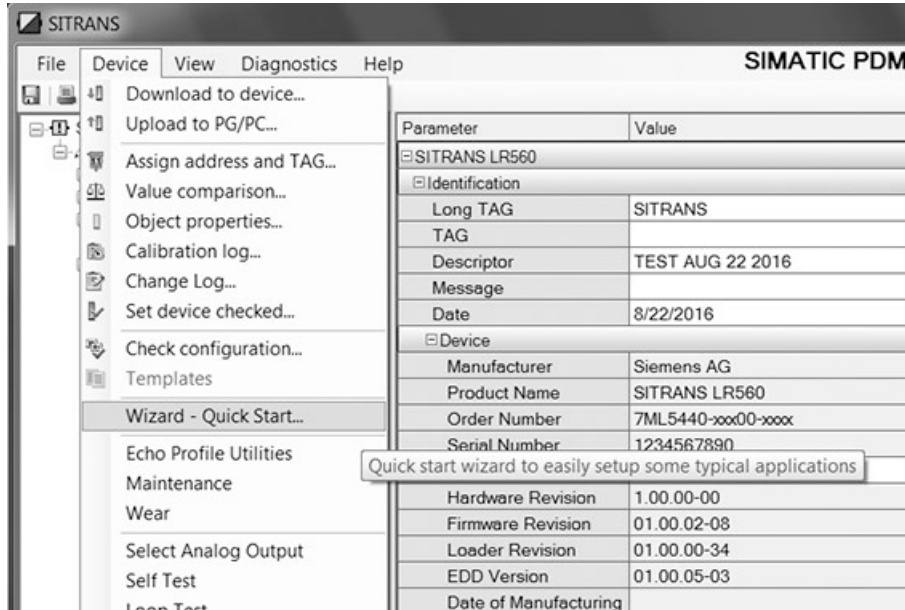 SITRANS
File Device View Diagnostics Help
SIMATIC PDM
Download to device...
Upload to PG/PC...
Assign address and TAG...
Value comparison...
Object properties...
Calibration log...
Change Log...
Set device checked...
Check configuration...
Templates
Wizard - Quick Start...
Echo Profile Utilities
Maintenance
Wear
Select Analog Output
Self Test
Loop Test
Parameter Value
SITRANS LR560
Identification
Long TAG SITRANS
TAG
Descriptor TEST AUG 22 2016
Message
Date 8/22/2016
Device
Manufacturer Siemens AG
Product Name SITRANS LR560
Order Number 7ML5440-xxx00-xxxx
Serial Number 1234567890
Quick start wizard to easily setup some typical applications
Hardware Revision 1.00.00-00
Firmware Revision 01.00.02-08
Loader Revision 01.00.00-34
EDD Version 01.00.05-03
Date of Manufacturing